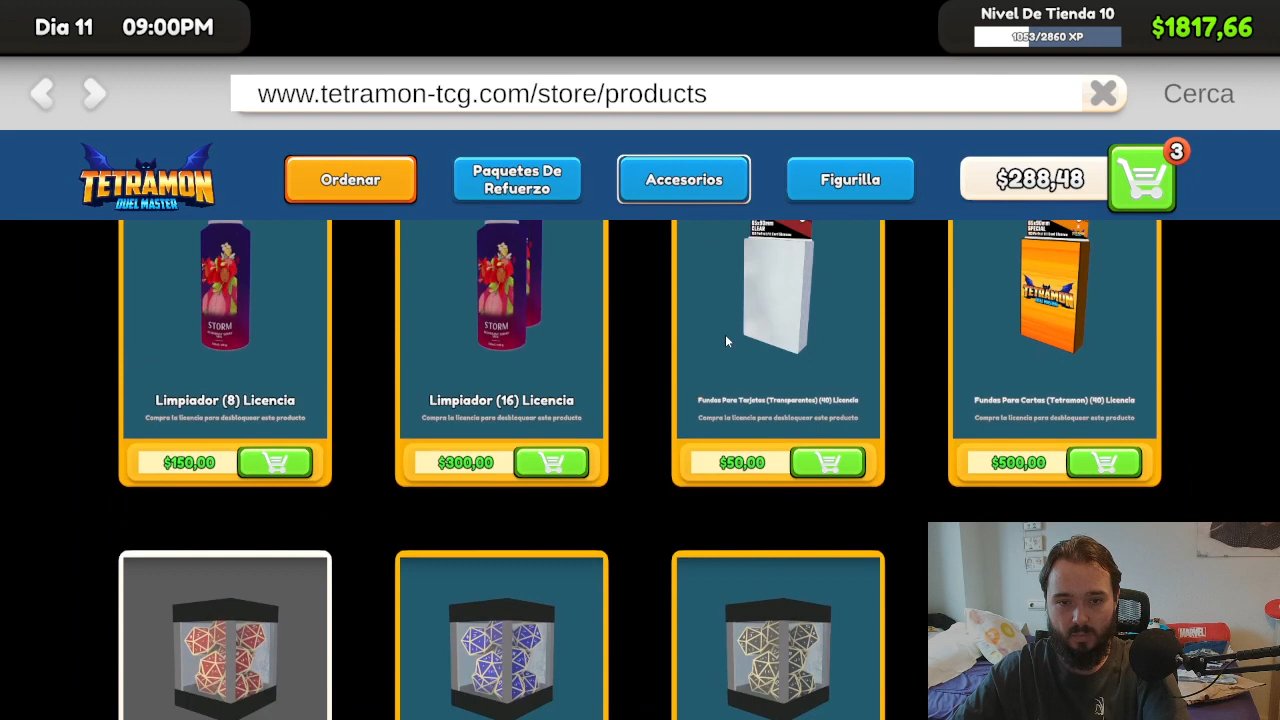 Dia 11
09:00PM
Nivel De Tienda 10
1053/2860 XP
$1817,66
www.tetramon-tcg.com/store/products
Cerca
TETRAMON
DUEL MASTER
Ordenar
Paquetes De
Refuerzo
Accesorios
Figurilla
$288,48
3
STORM
STORM
CLEAR
SPECIAL
TETRAMON
Limpiador (8) Licencia
Compra la licencia para desbloquear este producto
Limpiador (16) Licencia
Compra la licencia para desbloquear este producto
Fundas Para Tarjetas (Transparentes) (40) Licencia
Compra la licencia para desbloquear este producto
Fundas Para Cartas (Tetramon) (40) Licencia
Compra la licencia para desbloquear este producto
$150,00
$300,00
$50,00
$500,00
MARVEL